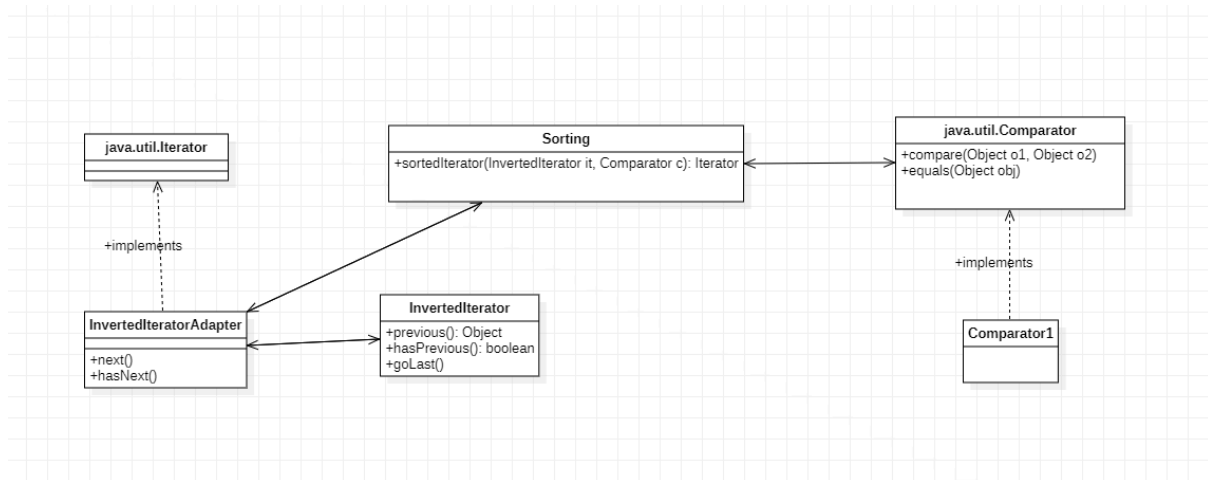 java.util.Iterator
Sorting
+sortedIterator(InvertedIterator it, Comparator c): Iterator
java.util.Comparator
+compare(Object o1, Object o2)
+equals(Object obj)
+implements
+implements
InvertedIteratorAdapter
+next()
+hasNext()
InvertedIterator
+previous(): Object
+hasPrevious(): boolean
+goLast()
Comparator1